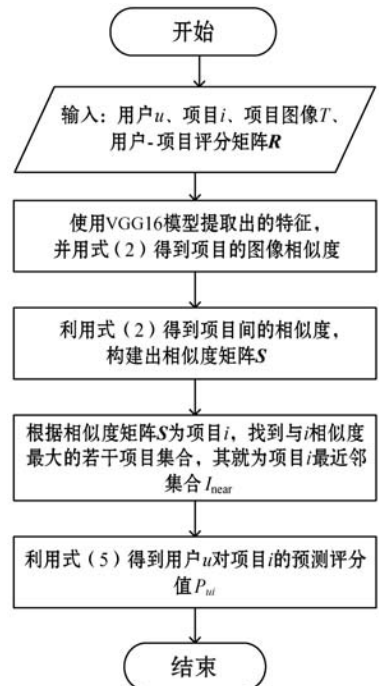 开始
输入：用户u、项目i、项目图像T、
用户-项目评分矩阵R
使用VGG16模型提取出的特征，
并用式（2）得到项目的图像相似度
利用式（2）得到项目间的相似度，
构建出相似度矩阵S
根据相似度矩阵S为项目i，找到与i相似度
最大的若干项目集合，其就为项目i最近邻
集合Inear
利用式（5）得到用户u对项目i的预测评分
值Pui
结束